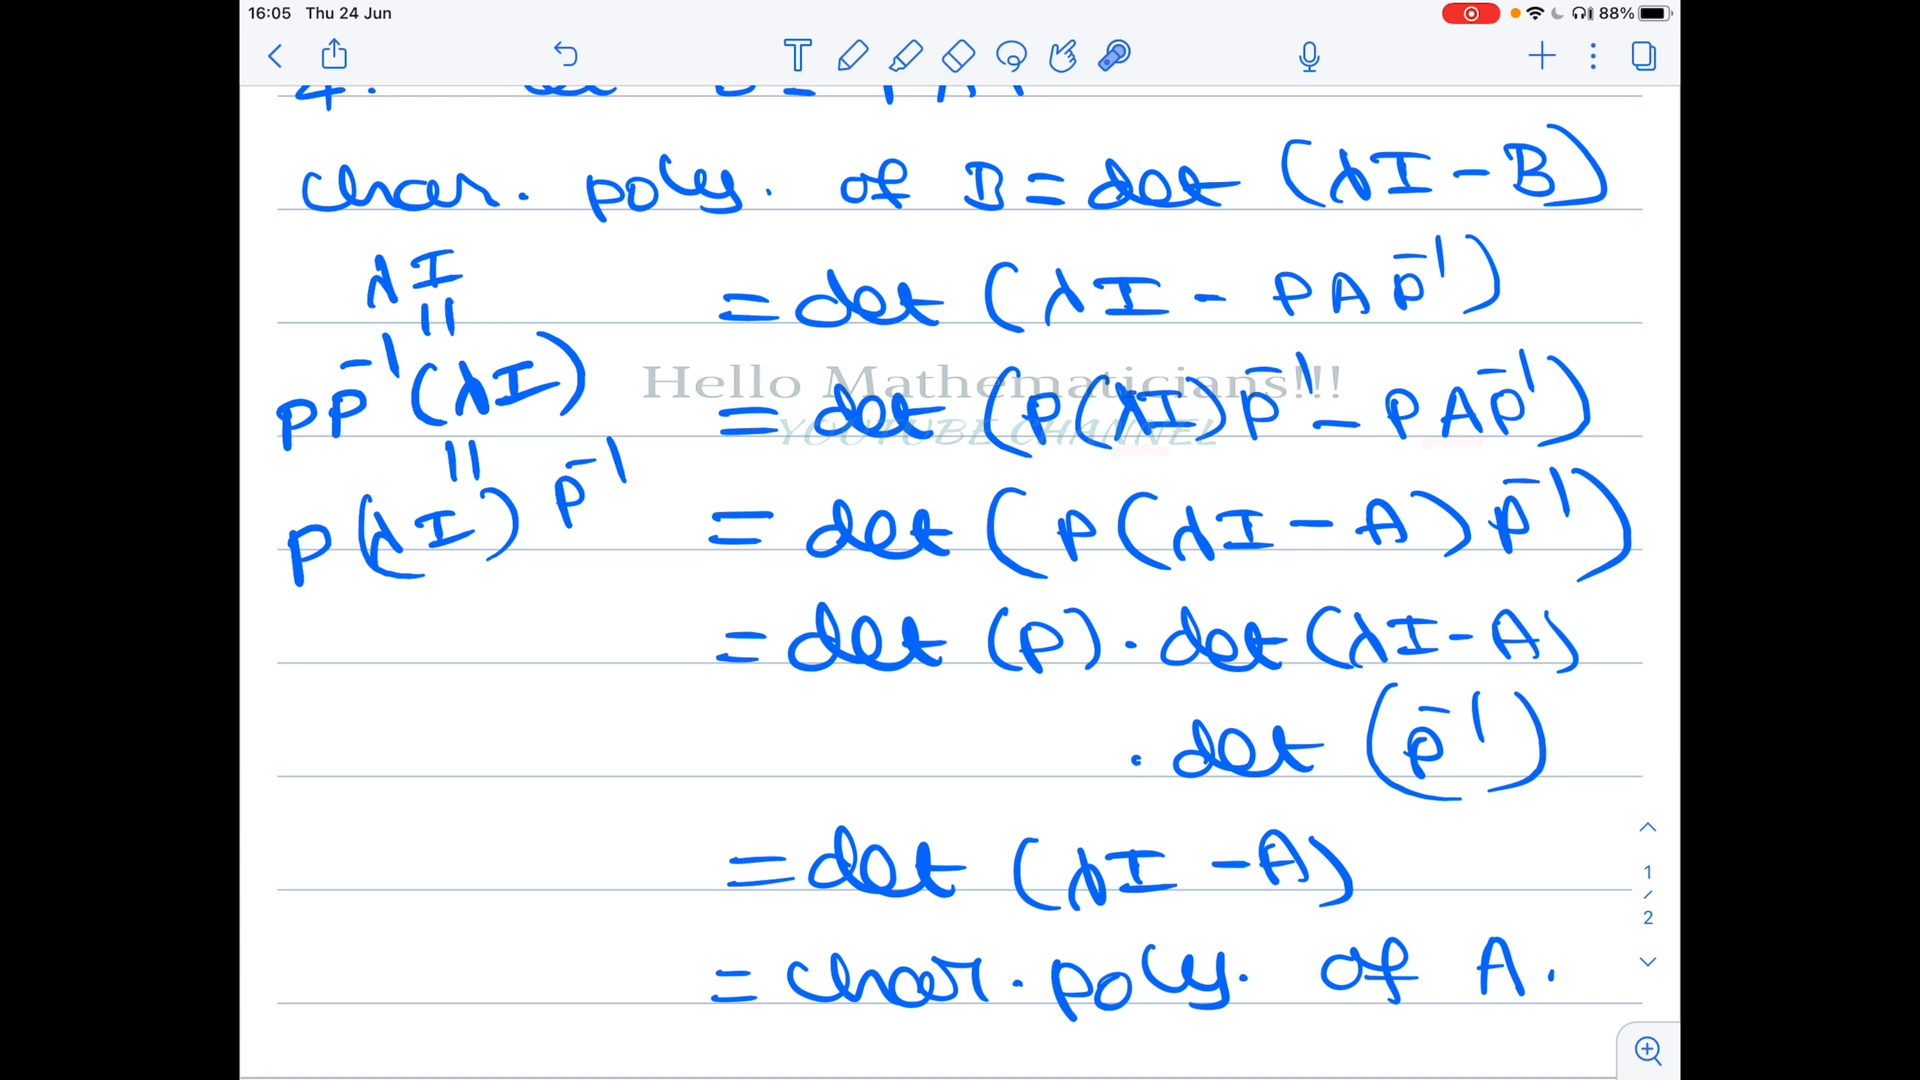 16:05 Thu 24 Jun 88%
char. poly. of B = det (λI - B)
= det (λI - PAP⁻¹)
= det (P(λI)P⁻¹ - PAP⁻¹)
= det (P(λI - A)P⁻¹)
= det (P) · det (λI - A)
· det (P⁻¹)
= det (λI - A)
= char. poly. of A.
λI
||
PP⁻¹(λI)
||
P(λI)P⁻¹
Hello Mathematicians!!!
YOUTUBE CHANNEL
1
/
2